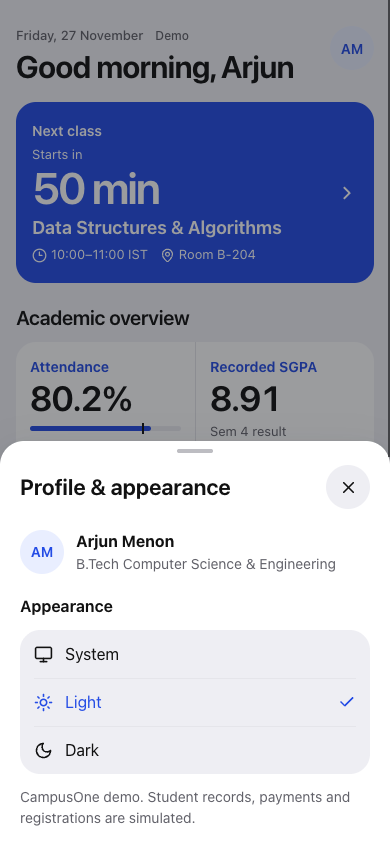 Friday, 27 November Demo
Good morning, Arjun
AM
Next class
Starts in
50 min
Data Structures & Algorithms
10:00–11:00 IST Room B-204
Academic overview
Attendance
80.2%
Recorded SGPA
8.91
Sem 4 result
Profile & appearance
AM
Arjun Menon
B.Tech Computer Science & Engineering
Appearance
System
Light
Dark
CampusOne demo. Student records, payments and
registrations are simulated.